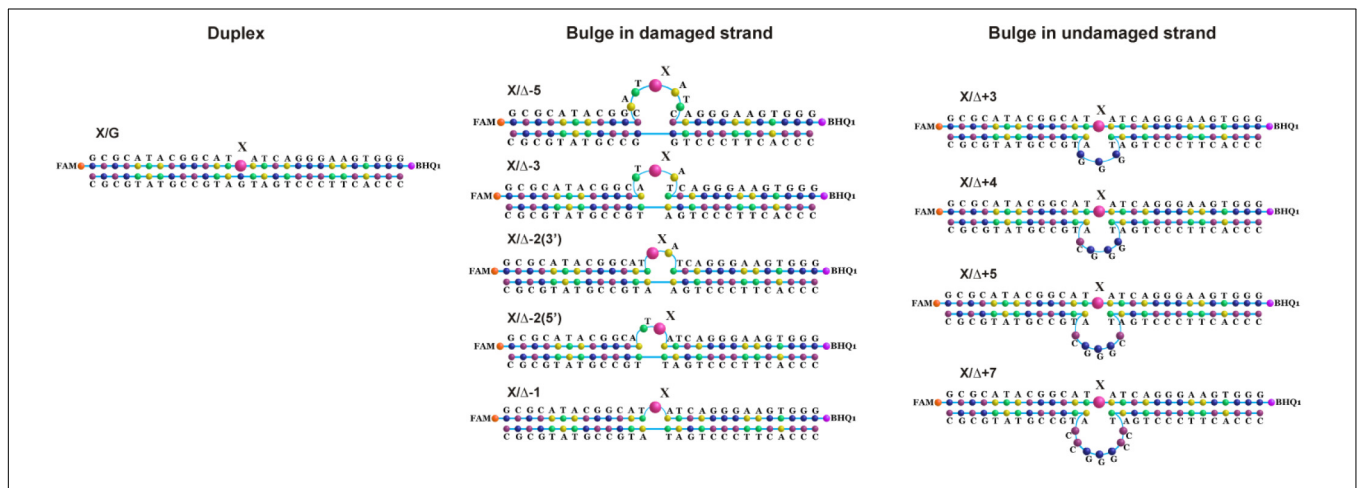 Duplex
X/G
X
G C G C A T A C G G C A T A T C A G G G A A G T G G G
FAM BHQ1
C G C G T A T G C C G T A G T A G T C C C T T C A C C C
Bulge in damaged strand
X/Δ-5
X
T A
A T
G C G C A T A C G G C C A G G G A A G T G G G
FAM BHQ1
C G C G T A T G C C G G T C C C T T C A C C C
X/Δ-3
X
T A
G C G C A T A C G G C A T C A G G G A A G T G G G
FAM BHQ1
C G C G T A T G C C G T A G T C C C T T C A C C C
X/Δ-2(3')
X
A
G C G C A T A C G G C A T T C A G G G A A G T G G G
FAM BHQ1
C G C G T A T G C C G T A A G T C C C T T C A C C C
X/Δ-2(5')
T X
G C G C A T A C G G C A A T C A G G G A A G T G G G
FAM BHQ1
C G C G T A T G C C G T T A G T C C C T T C A C C C
X/Δ-1
X
G C G C A T A C G G C A T A T C A G G G A A G T G G G
FAM BHQ1
C G C G T A T G C C G T A T A G T C C C T T C A C C C
Bulge in undamaged strand
X/Δ+3
X
G C G C A T A C G G C A T A T C A G G G A A G T G G G
FAM BHQ1
C G C G T A T G C C G T A T A G T C C C T T C A C C C
G G G
X/Δ+4
X
G C G C A T A C G G C A T A T C A G G G A A G T G G G
FAM BHQ1
C G C G T A T G C C G T A T A G T C C C T T C A C C C
C G G G
X/Δ+5
X
G C G C A T A C G G C A T A T C A G G G A A G T G G G
FAM BHQ1
C G C G T A T G C C G T A T A G T C C C T T C A C C C
C G G G C
X/Δ+7
X
G C G C A T A C G G C A T A T C A G G G A A G T G G G
FAM BHQ1
C G C G T A T G C C G T A T A G T C C C T T C A C C C
C C G G G C C